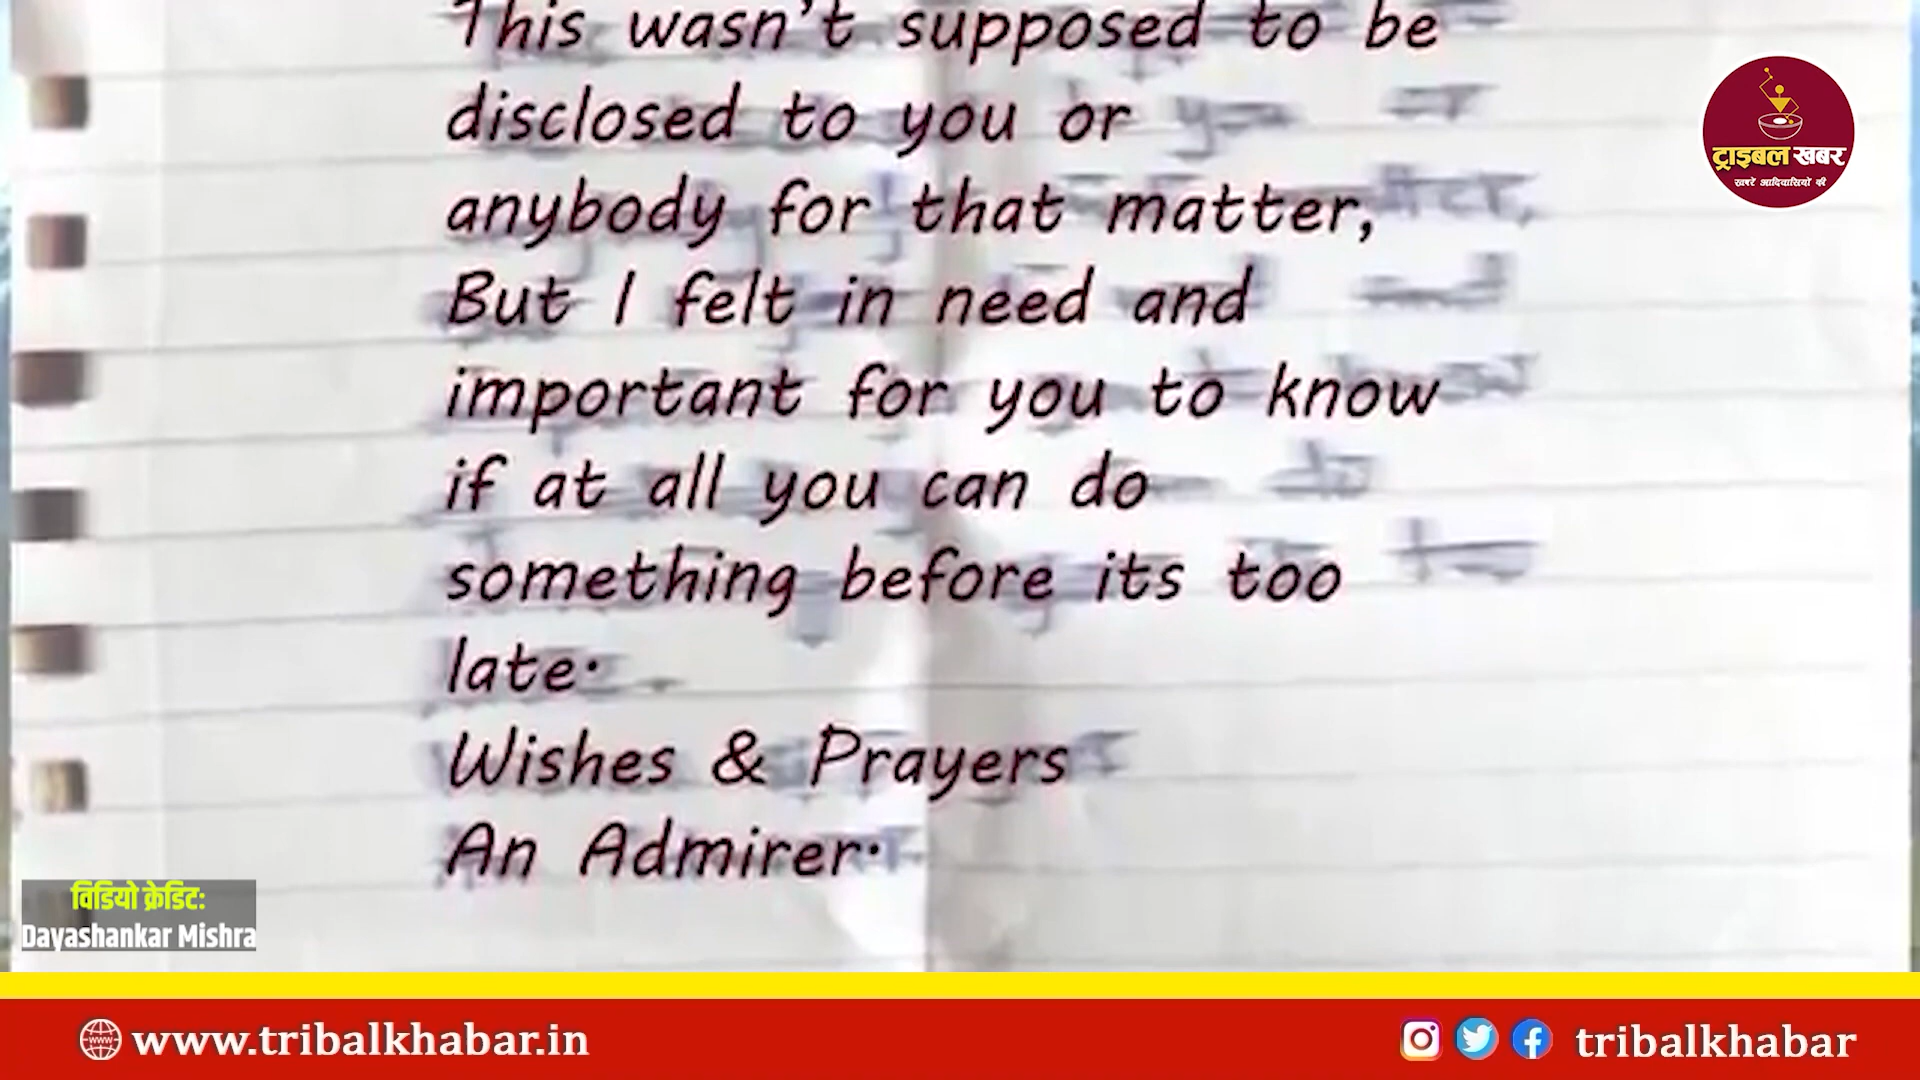 This wasn't supposed to be
disclosed to you or
anybody for that matter,
But I felt in need and
important for you to know
if at all you can do
something before its too
late.
Wishes & Prayers
An Admirer.
ट्राइबल खबर
खबरें आदिवासियों की
विडियो क्रेडिट:
Dayashankar Mishra
www.tribalkhabar.in
tribalkhabar